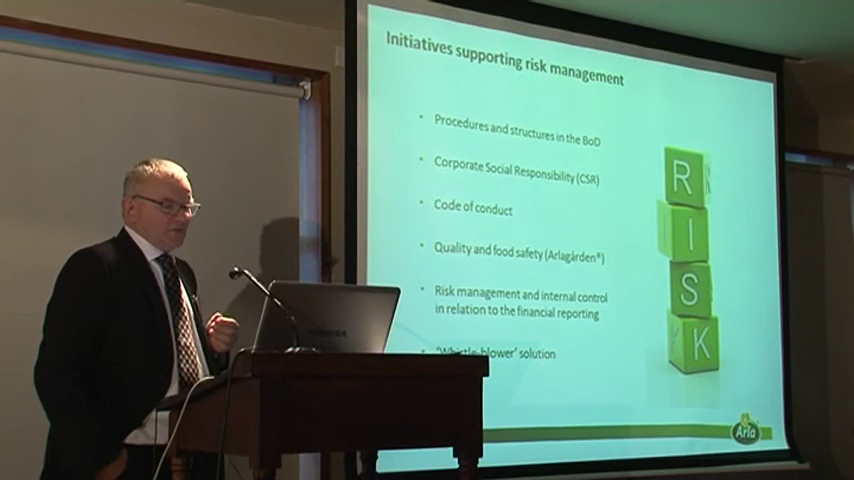 Initiatives supporting risk management
• Procedures and structures in the BoD
• Corporate Social Responsibility (CSR)
• Code of conduct
• Quality and food safety (Arlagården®)
• Risk management and internal control
in relation to the financial reporting
• 'Whistle-blower' solution
R
I
S
K
Arla
TOSHIBA